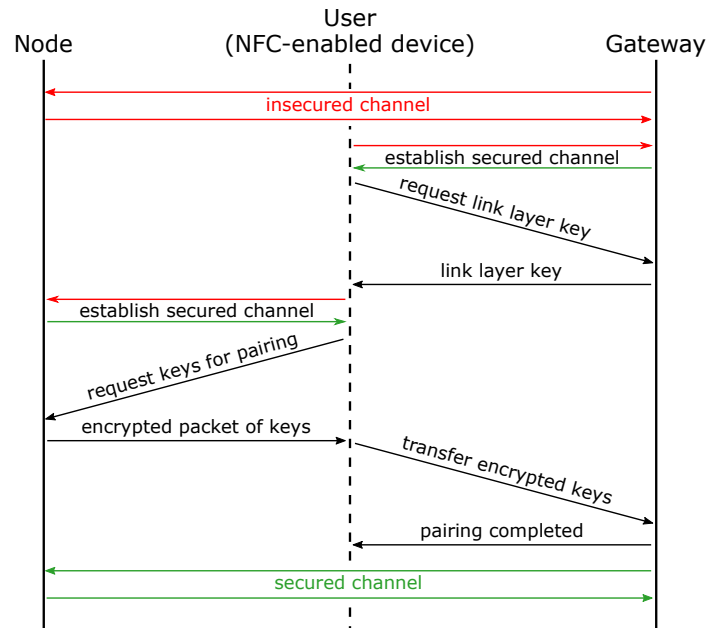 Node
User
(NFC-enabled device)
Gateway
insecured channel
establish secured channel
request link layer key
link layer key
establish secured channel
request keys for pairing
encrypted packet of keys
transfer encrypted keys
pairing completed
secured channel